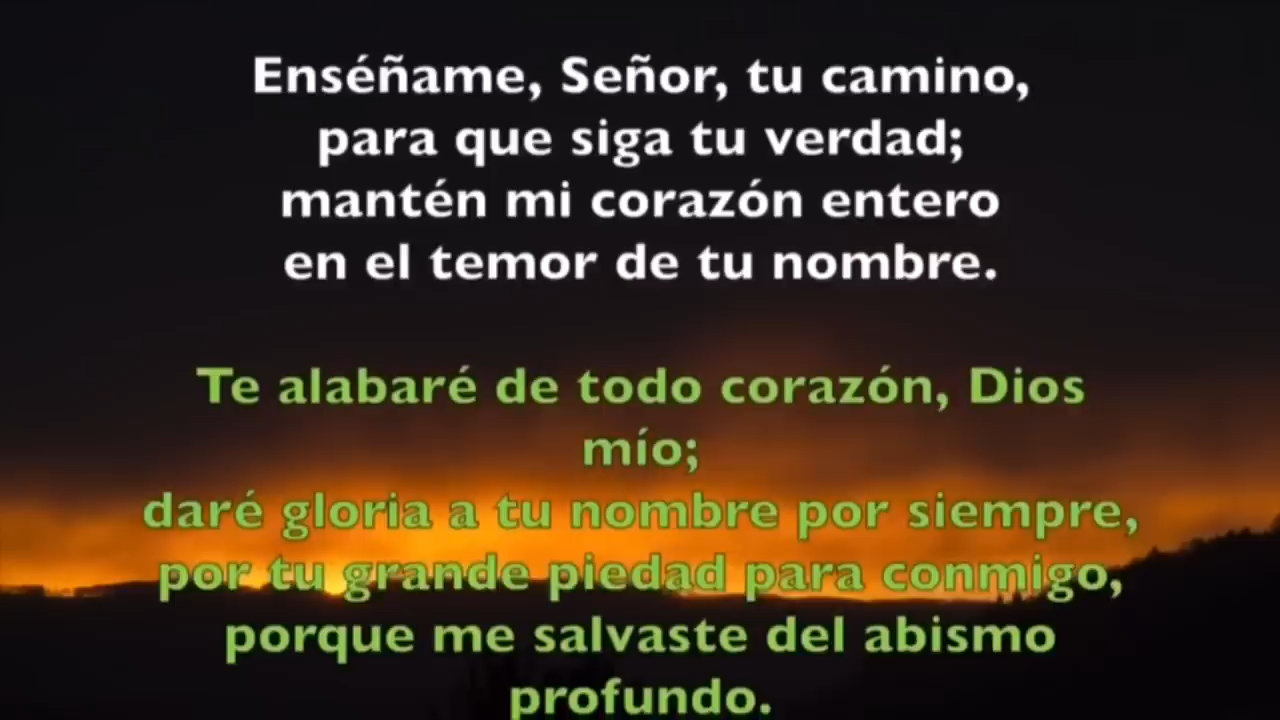 Enséñame, Señor, tu camino,
para que siga tu verdad;
mantén mi corazón entero
en el temor de tu nombre.
Te alabaré de todo corazón, Dios
mío;
daré gloria a tu nombre por siempre,
por tu grande piedad para conmigo,
porque me salvaste del abismo
profundo.